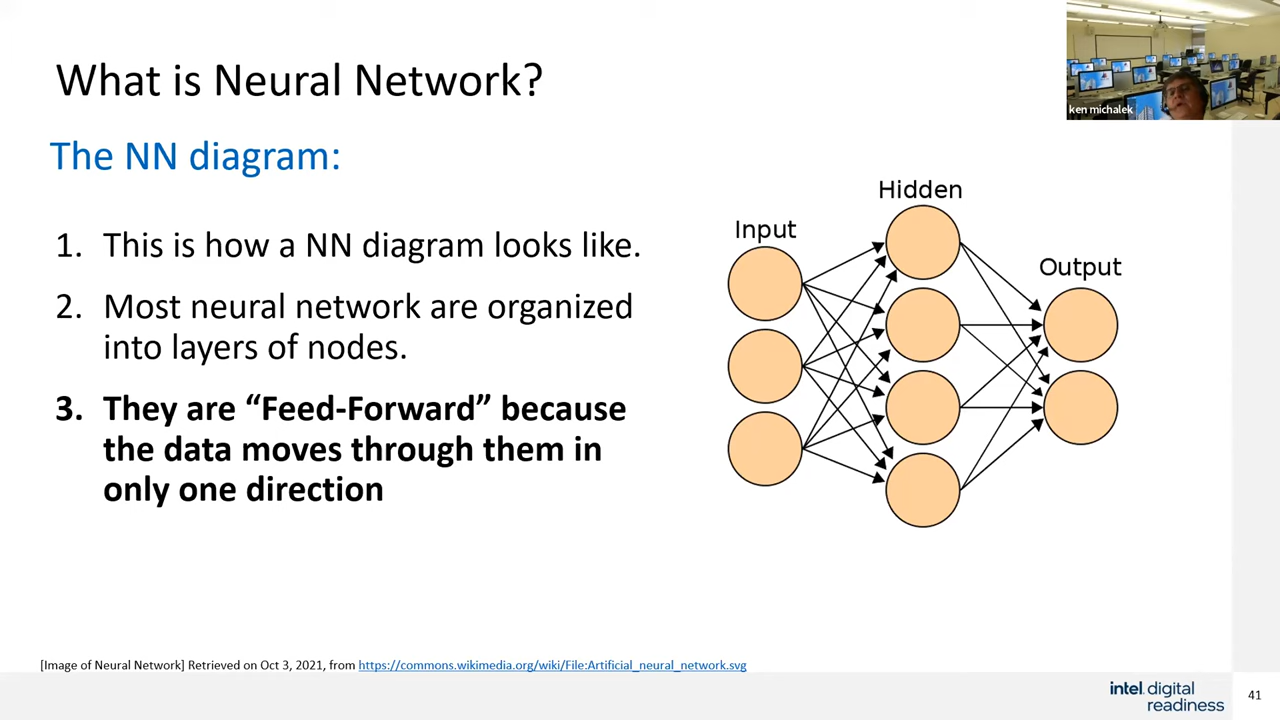 What is Neural Network?
ken michalek
The NN diagram:
1. This is how a NN diagram looks like.
2. Most neural network are organized
into layers of nodes.
3. They are “Feed-Forward” because
the data moves through them in
only one direction
Input
Hidden
Output
[Image of Neural Network] Retrieved on Oct 3, 2021, from https://commons.wikimedia.org/wiki/File:Artificial_neural_network.svg
intel. digital
readiness
41